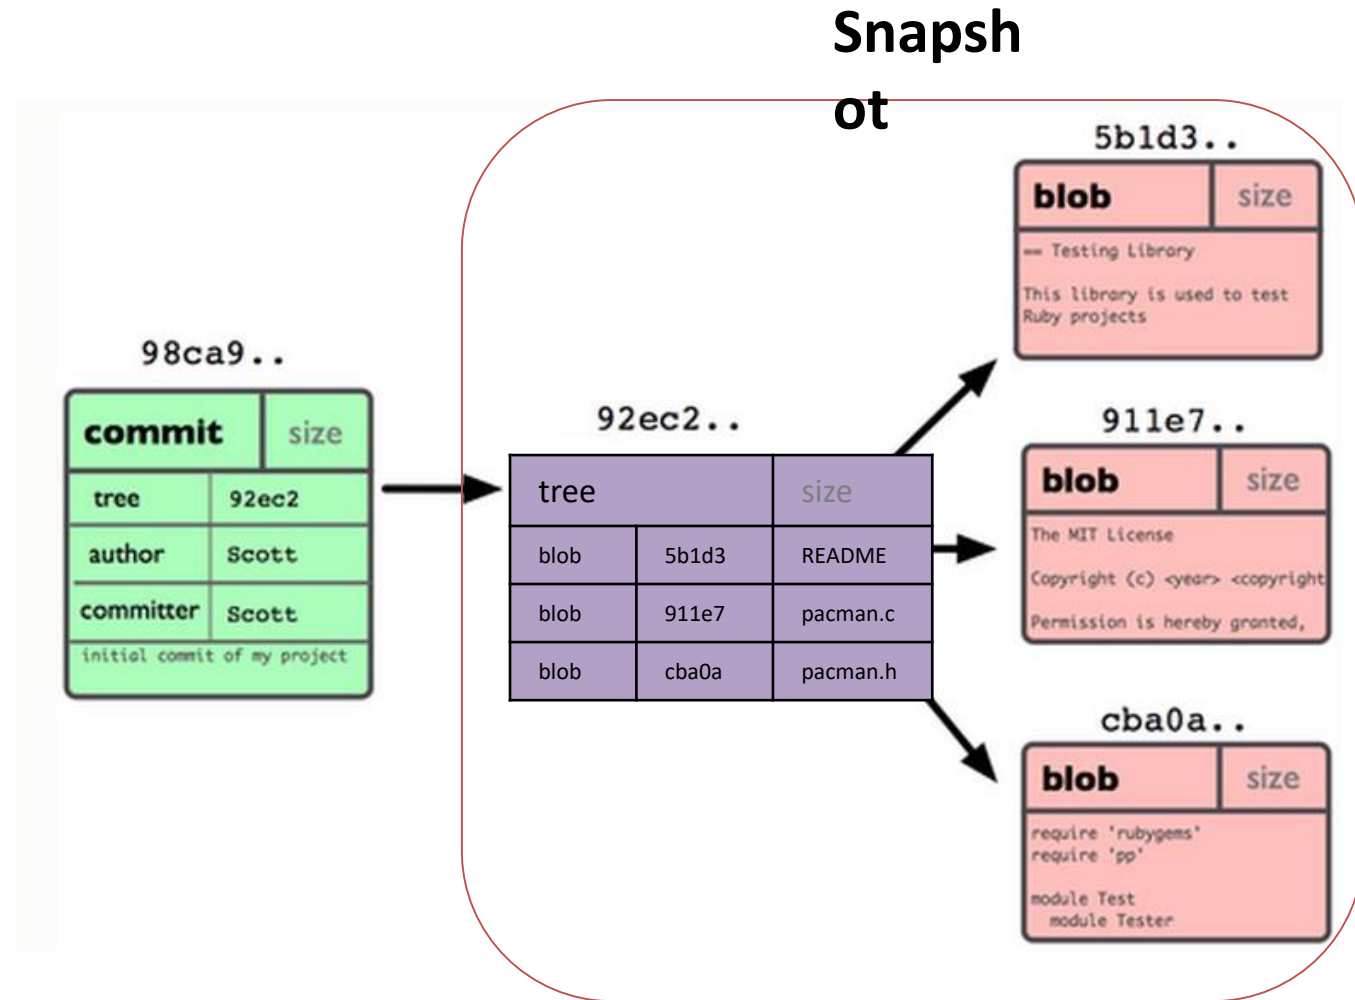 Snapsh
ot
98ca9..
commit size
tree 92ec2
author Scott
committer Scott
initial commit of my project
92ec2..
tree size
blob 5b1d3 README
blob 911e7 pacman.c
blob cba0a pacman.h
5b1d3..
blob size
== Testing Library
This library is used to test
Ruby projects
911e7..
blob size
The MIT License
Copyright (c) <year> <copyright
Permission is hereby granted,
cba0a..
blob size
require 'rubygems'
require 'pp'
module Test
module Tester